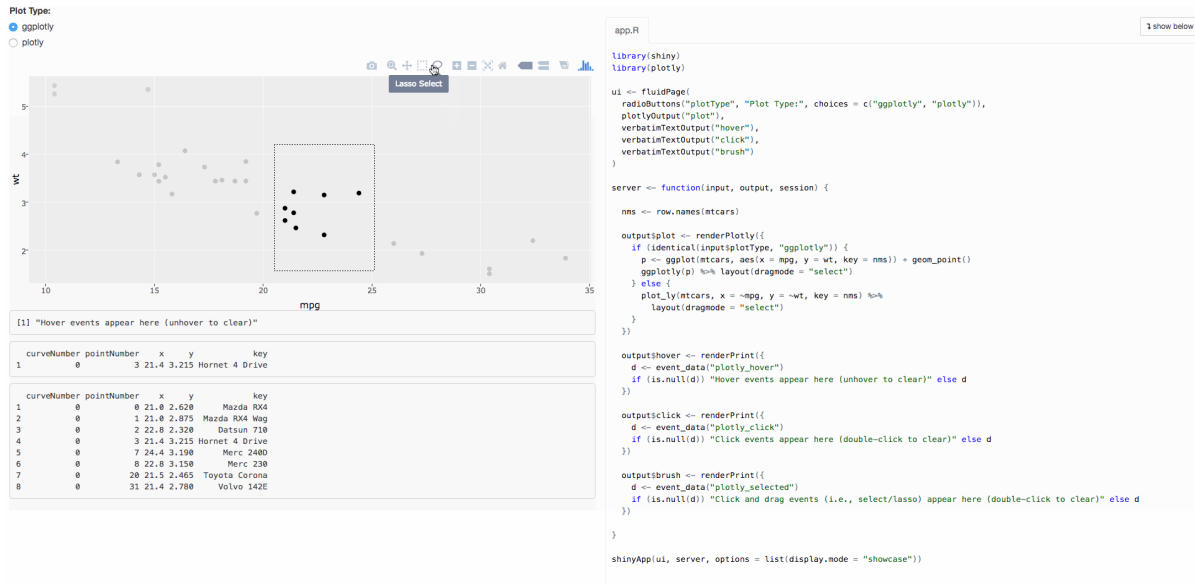 Plot Type:
ggplotly
plotly
Lasso Select
5
4
3
2
wt
10 15 20 25 30 35
mpg
[1] "Hover events appear here (unhover to clear)"
curveNumber pointNumber x y key
1 0 3 21.4 3.215 Hornet 4 Drive
curveNumber pointNumber x y key
1 0 0 21.0 2.620 Mazda RX4
2 0 1 21.0 2.875 Mazda RX4 Wag
3 0 2 22.8 2.320 Datsun 710
4 0 3 21.4 3.215 Hornet 4 Drive
5 0 7 24.4 3.190 Merc 240D
6 0 8 22.8 3.150 Merc 230
7 0 20 21.5 2.465 Toyota Corona
8 0 31 21.4 2.780 Volvo 142E
app.R
show below
library(shiny)
library(plotly)
ui <- fluidPage(
radioButtons("plotType", "Plot Type:", choices = c("ggplotly", "plotly")),
plotlyOutput("plot"),
verbatimTextOutput("hover"),
verbatimTextOutput("click"),
verbatimTextOutput("brush")
)
server <- function(input, output, session) {
nms <- row.names(mtcars)
output$plot <- renderPlotly({
if (identical(input$plotType, "ggplotly")) {
p <- ggplot(mtcars, aes(x = mpg, y = wt, key = nms)) + geom_point()
ggplotly(p) %>% layout(dragmode = "select")
} else {
plot_ly(mtcars, x = ~mpg, y = ~wt, key = nms) %>%
layout(dragmode = "select")
}
})
output$hover <- renderPrint({
d <- event_data("plotly_hover")
if (is.null(d)) "Hover events appear here (unhover to clear)" else d
})
output$click <- renderPrint({
d <- event_data("plotly_click")
if (is.null(d)) "Click events appear here (double-click to clear)" else d
})
output$brush <- renderPrint({
d <- event_data("plotly_selected")
if (is.null(d)) "Click and drag events (i.e., select/lasso) appear here (double-click to clear)" else d
})
}
shinyApp(ui, server, options = list(display.mode = "showcase"))